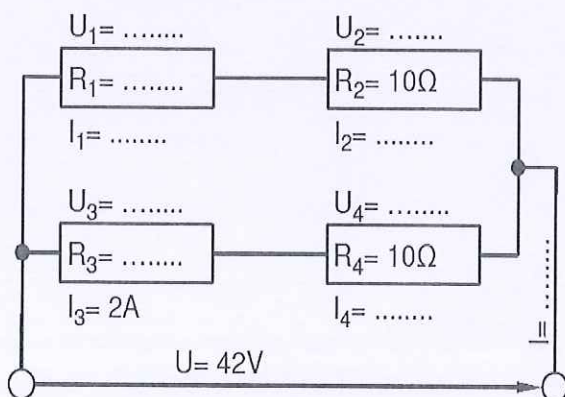 U₁= ........ U₂= .......
R₁= ........ R₂= 10Ω
I₁= ........ I₂= ........
U₃= ........ U₄= ........
R₃= ........ R₄= 10Ω
I₃= 2A I₄= ........
I= ........
U= 42V